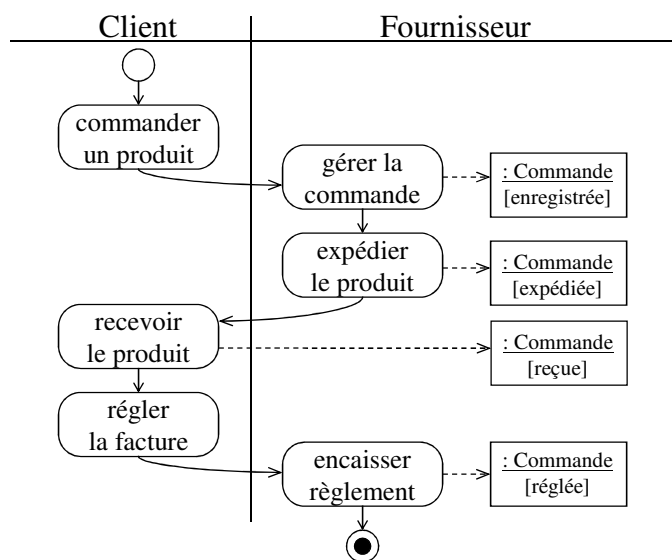 Client
Fournisseur
commander
un produit
gérer la
commande
: Commande
[enregistrée]
expédier
le produit
: Commande
[expédiée]
recevoir
le produit
: Commande
[reçue]
régler
la facture
encaisser
règlement
: Commande
[réglée]